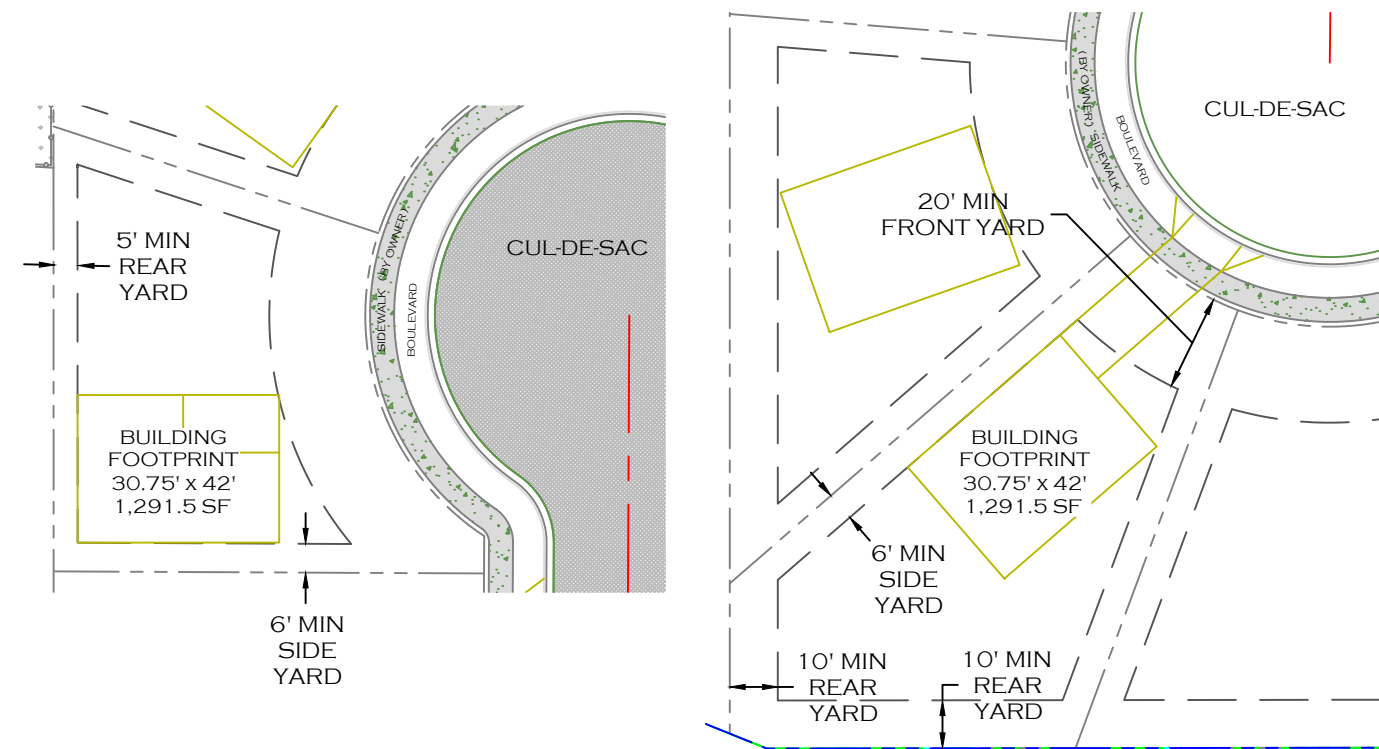 5' MIN
REAR
YARD
BUILDING
FOOTPRINT
30.75' x 42'
1,291.5 SF
6' MIN
SIDE
YARD
SIDEWALK (BY OWNER)
BOULEVARD
CUL-DE-SAC
(BY OWNER) SIDEWALK
BOULEVARD
CUL-DE-SAC
20' MIN
FRONT YARD
BUILDING
FOOTPRINT
30.75' x 42'
1,291.5 SF
6' MIN
SIDE
YARD
10' MIN
REAR
YARD
10' MIN
REAR
YARD